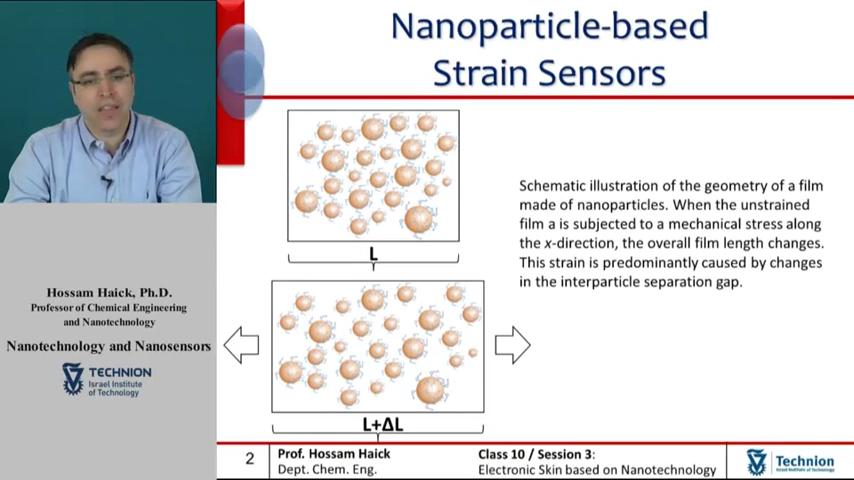 Nanoparticle-based
Strain Sensors
L
Schematic illustration of the geometry of a film
made of nanoparticles. When the unstrained
film a is subjected to a mechanical stress along
the x-direction, the overall film length changes.
This strain is predominantly caused by changes
in the interparticle separation gap.
L+ΔL
Hossam Haick, Ph.D.
Professor of Chemical Engineering
and Nanotechnology
Nanotechnology and Nanosensors
TECHNION
Israel Institute
of Technology
2
Prof. Hossam Haick
Dept. Chem. Eng.
Class 10 / Session 3:
Electronic Skin based on Nanotechnology
Technion
Israel Institute of Technology